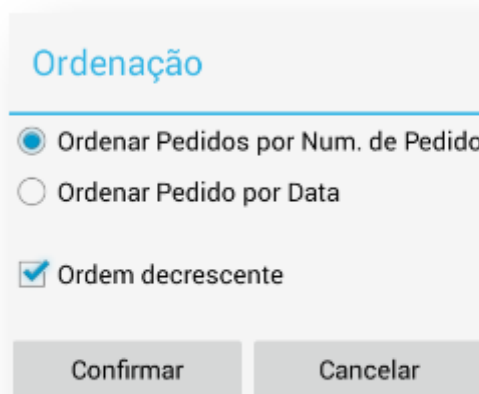 Ordenação
Ordenar Pedidos por Num. de Pedido
Ordenar Pedido por Data
Ordem decrescente
Confirmar Cancelar